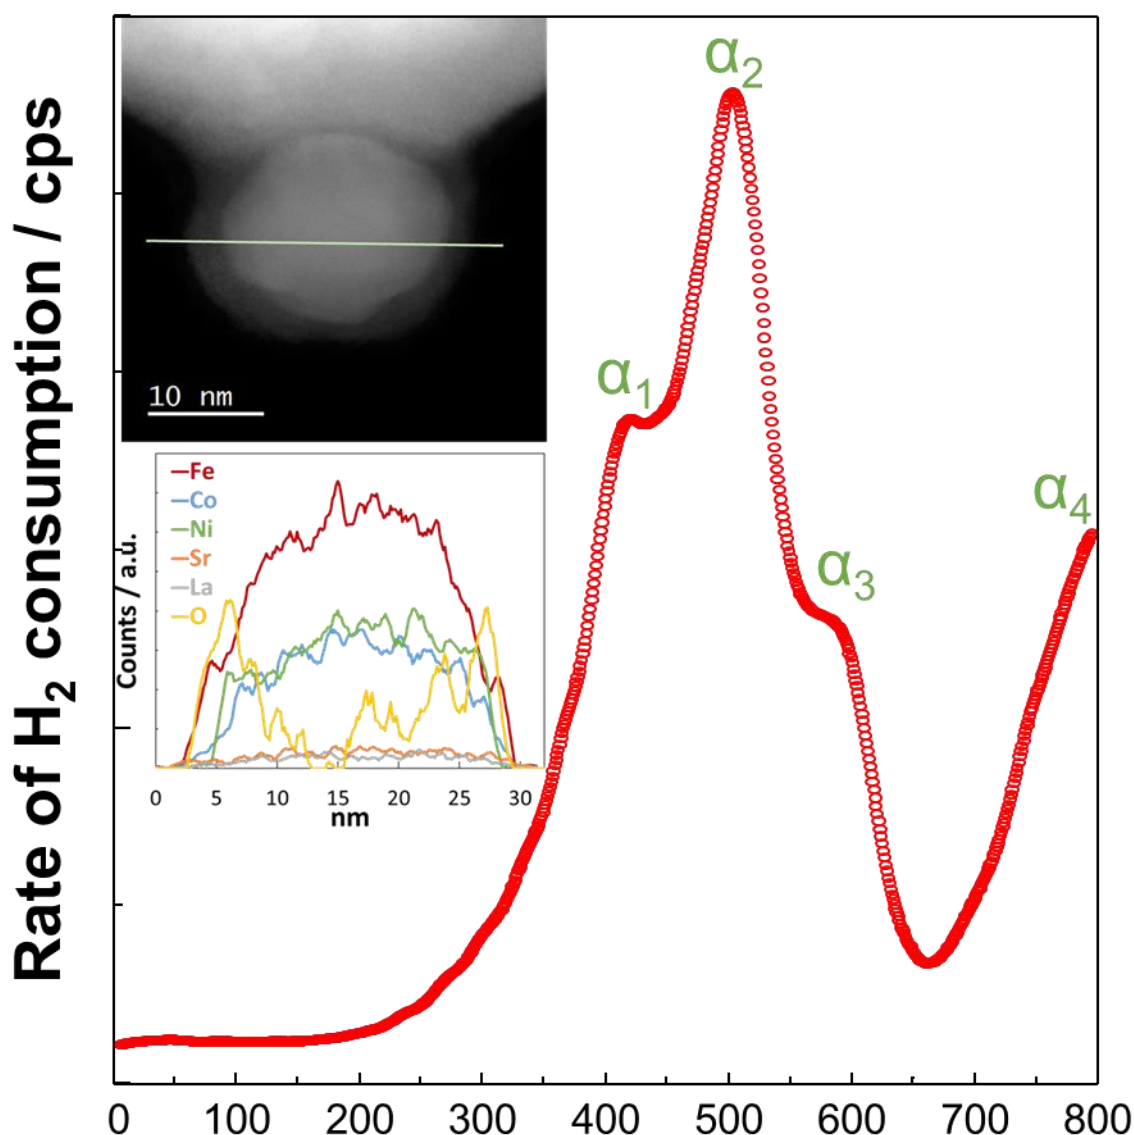 Rate of H2 consumption / cps
10 nm
Fe
Co
Ni
Sr
La
O
Counts / a.u.
0 5 10 15 20 25 30
nm
α1
α2
α3
α4
0 100 200 300 400 500 600 700 800